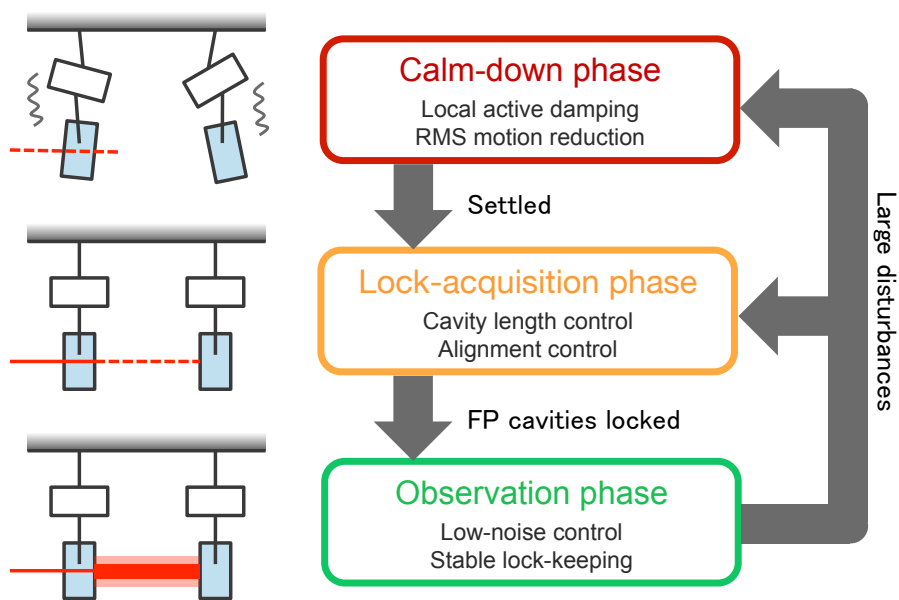 Calm-down phase
Local active damping
RMS motion reduction
Settled
Lock-acquisition phase
Cavity length control
Alignment control
FP cavities locked
Observation phase
Low-noise control
Stable lock-keeping
Large disturbances